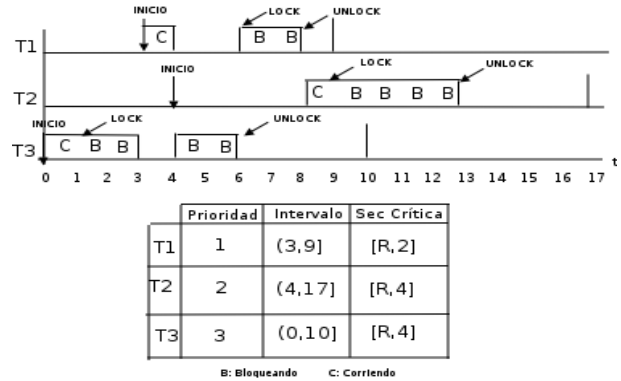 INICIO
LOCK
UNLOCK
T1
C
B
B
INICIO
LOCK
UNLOCK
T2
C
B
B
B
B
INICIO
LOCK
UNLOCK
T3
C
B
B
B
B
t
0 1 2 3 4 5 6 7 8 9 10 11 12 13 14 15 16 17
Prioridad Intervalo Sec Crítica
T1 1 (3,9] [R,2]
T2 2 (4,17] [R,4]
T3 3 (0,10] [R,4]
B: Bloqueando C: Corriendo